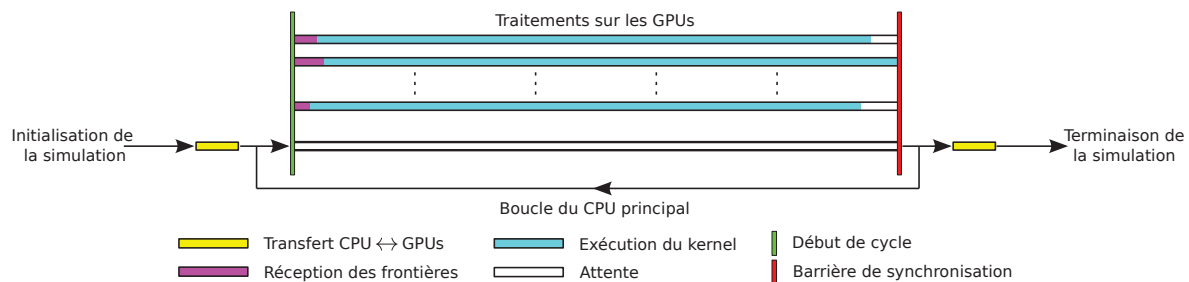 Traitements sur les GPUs
Initialisation de
la simulation
Terminaison de
la simulation
Boucle du CPU principal
Transfert CPU ↔ GPUs
Exécution du kernel
Début de cycle
Réception des frontières
Attente
Barrière de synchronisation